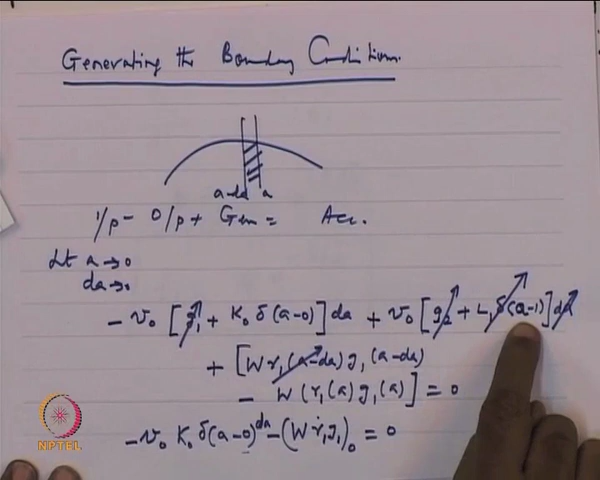 Generating the Boundary Conditions.
a-da a
I/p - O/p + Gen = Acc.
Lt a→0
da→0
- v₀ [g₁ + K₀ δ(a-0)] da + v₀ [g₂ + L₁ δ(a-1)] da
+ [W r₁ (a-da) g₁ (a-da)
- W (r₁(a) g₁(a)] = 0
- v₀ K₀ δ(a-0) da - (W r₁ g₁)₀ = 0
NPTEL